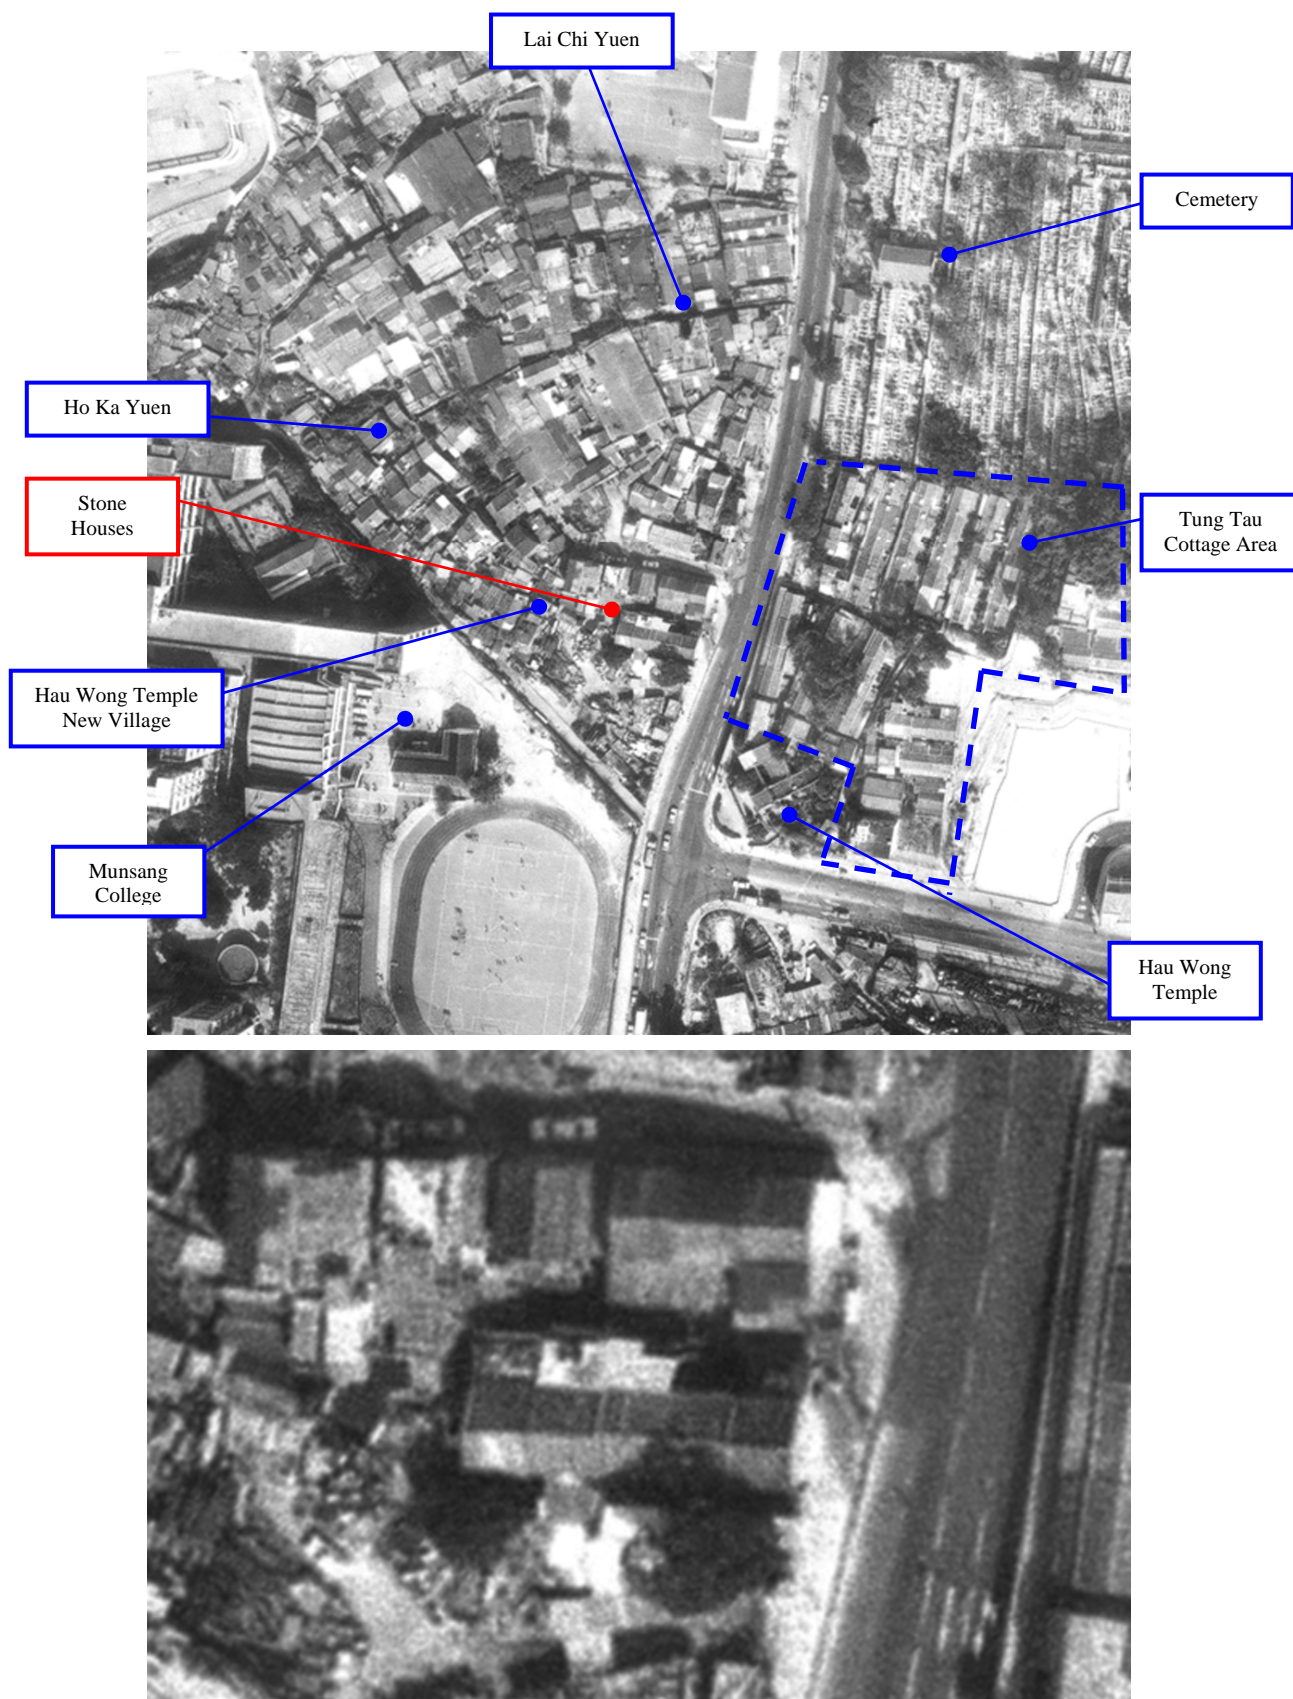 Lai Chi Yuen
Cemetery
Ho Ka Yuen
Stone
Houses
Tung Tau
Cottage Area
Hau Wong Temple
New Village
Munsang
College
Hau Wong
Temple